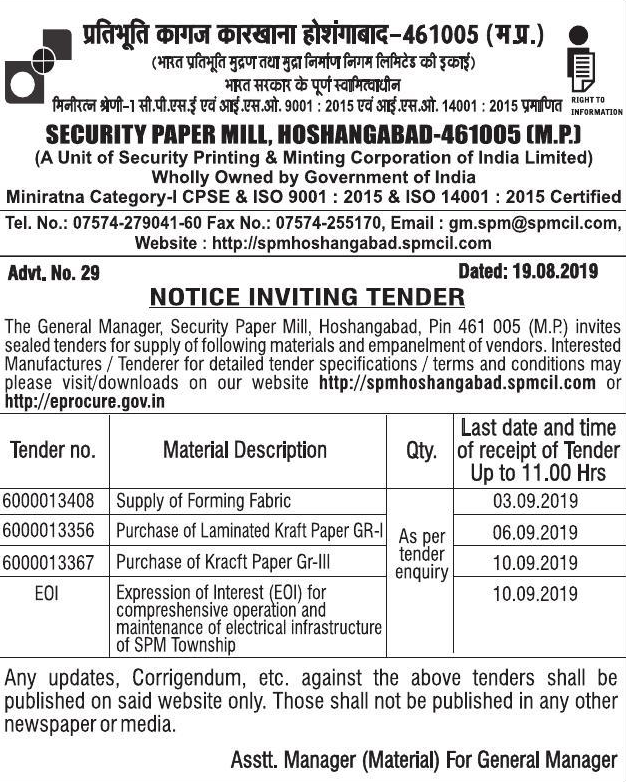 प्रतिभूति कागज कारखाना होशंगाबाद-461005 (म.प्र.)
(भारत प्रतिभूति मुद्रण तथा मुद्रा निर्माण निगम लिमिटेड की इकाई)
भारत सरकार के पूर्ण स्वामित्वाधीन
मिनीरत्न श्रेणी-1 सी.पी.एस.ई एवं आई.एस.ओ. 9001 : 2015 एवं आई.एस.ओ. 14001 : 2015 प्रमाणित
RIGHT TO
INFORMATION
SECURITY PAPER MILL, HOSHANGABAD-461005 (M.P.)
(A Unit of Security Printing & Minting Corporation of India Limited)
Wholly Owned by Government of India
Miniratna Category-I CPSE & ISO 9001 : 2015 & ISO 14001 : 2015 Certified
Tel. No.: 07574-279041-60 Fax No.: 07574-255170, Email : gm.spm@spmcil.com,
Website : http://spmhoshangabad.spmcil.com
Advt. No. 29 Dated: 19.08.2019
NOTICE INVITING TENDER
The General Manager, Security Paper Mill, Hoshangabad, Pin 461 005 (M.P.) invites
sealed tenders for supply of following materials and empanelment of vendors. Interested
Manufactures / Tenderer for detailed tender specifications / terms and conditions may
please visit/downloads on our website http://spmhoshangabad.spmcil.com or
http://eprocure.gov.in
Tender no. Material Description Qty. Last date and time
of receipt of Tender
Up to 11.00 Hrs
6000013408 Supply of Forming Fabric 03.09.2019
6000013356 Purchase of Laminated Kraft Paper GR-I 06.09.2019
6000013367 Purchase of Kracft Paper Gr-III 10.09.2019
As per
tender
enquiry
EOI Expression of Interest (EOI) for 10.09.2019
compreshensive operation and
maintenance of electrical infrastructure
of SPM Township
Any updates, Corrigendum, etc. against the above tenders shall be
published on said website only. Those shall not be published in any other
newspaper or media.
Asstt. Manager (Material) For General Manager